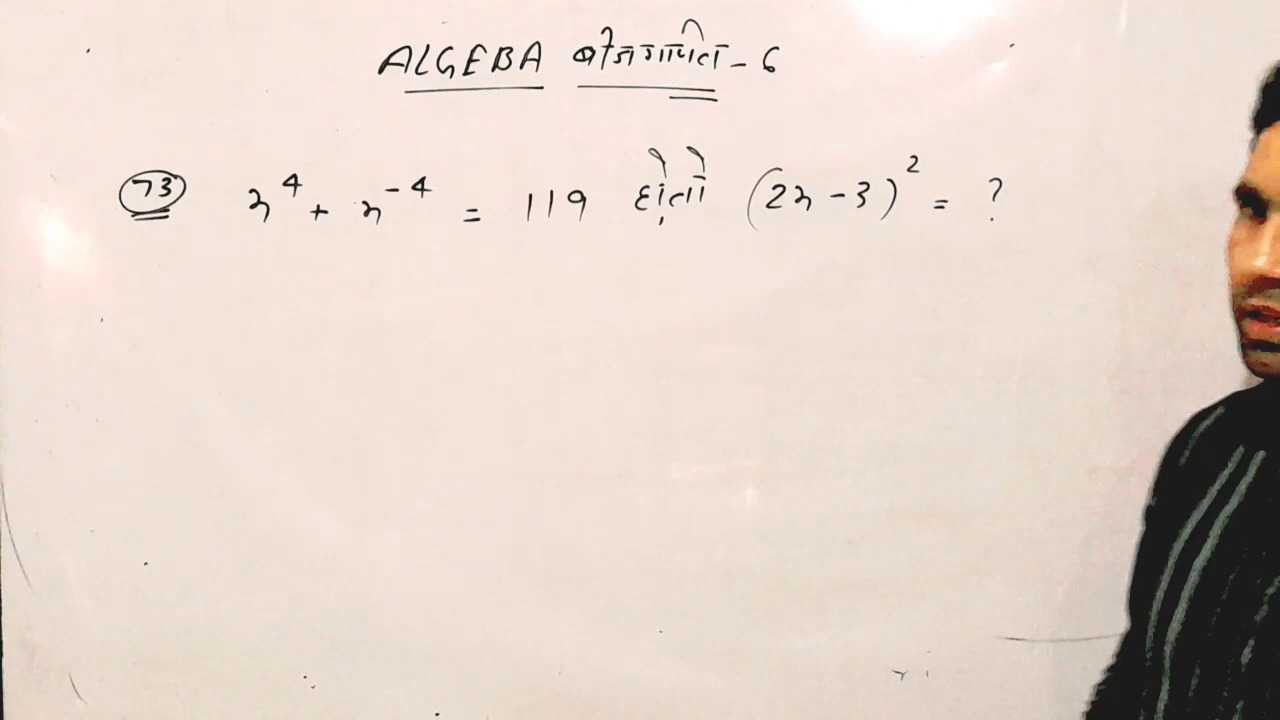 ALGEBA बीजगणित - 6
73 x⁴ + x⁻⁴ = 119 हो तो (2x - 3)² = ?